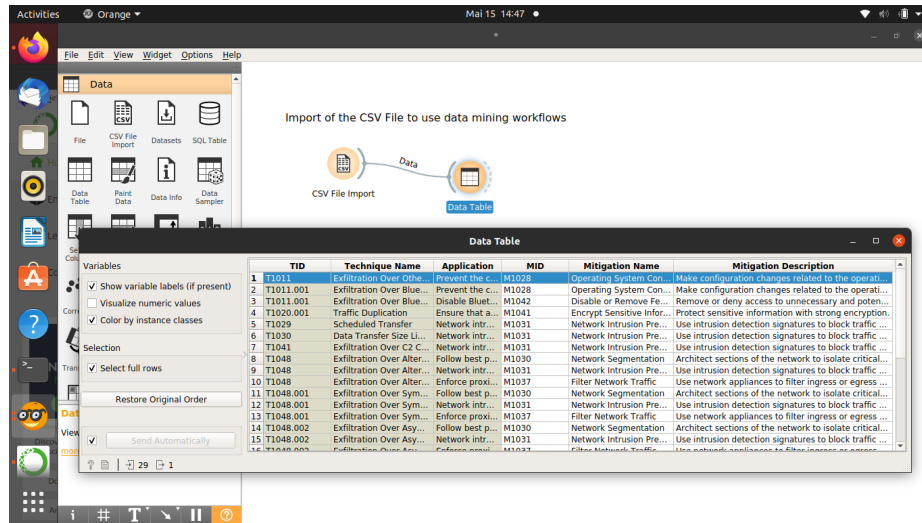 Activities Orange Mai 15 14:47
File Edit View Widget Options Help
Data
File CSV File Import Datasets SQL Table
Data Table Paint Data Data Info Data Sampler
Import of the CSV File to use data mining workflows
Data
CSV File Import
Data Table
Data Table
Variables
Show variable labels (if present)
Visualize numeric values
Color by instance classes
Selection
Select full rows
Restore Original Order
Send Automatically
29 1
TID Technique Name Application MID Mitigation Name Mitigation Description
1 T1011 Exfiltration Over Othe... Prevent the c... M1028 Operating System Con... Make configuration changes related to the operati...
2 T1011.001 Exfiltration Over Blue... Prevent the c... M1028 Operating System Con... Make configuration changes related to the operati...
3 T1011.001 Exfiltration Over Blue... Disable Bluet... M1042 Disable or Remove Fe... Remove or deny access to unnecessary and poten...
4 T1020.001 Traffic Duplication Ensure that a... M1041 Encrypt Sensitive Infor... Protect sensitive information with strong encryption.
5 T1029 Scheduled Transfer Network intr... M1031 Network Intrusion Pre... Use intrusion detection signatures to block traffic ...
6 T1030 Data Transfer Size Li... Network intr... M1031 Network Intrusion Pre... Use intrusion detection signatures to block traffic ...
7 T1041 Exfiltration Over C2 C... Network intr... M1031 Network Intrusion Pre... Use intrusion detection signatures to block traffic ...
8 T1048 Exfiltration Over Alter... Follow best p... M1030 Network Segmentation Architect sections of the network to isolate critical...
9 T1048 Exfiltration Over Alter... Network intr... M1031 Network Intrusion Pre... Use intrusion detection signatures to block traffic ...
10 T1048 Exfiltration Over Alter... Enforce proxi... M1037 Filter Network Traffic Use network appliances to filter ingress or egress ...
11 T1048.001 Exfiltration Over Sym... Follow best p... M1030 Network Segmentation Architect sections of the network to isolate critical...
12 T1048.001 Exfiltration Over Sym... Network intr... M1031 Network Intrusion Pre... Use intrusion detection signatures to block traffic ...
13 T1048.001 Exfiltration Over Sym... Enforce proxi... M1037 Filter Network Traffic Use network appliances to filter ingress or egress ...
14 T1048.002 Exfiltration Over Asy... Follow best p... M1030 Network Segmentation Architect sections of the network to isolate critical...
15 T1048.002 Exfiltration Over Asy... Network intr... M1031 Network Intrusion Pre... Use intrusion detection signatures to block traffic ...